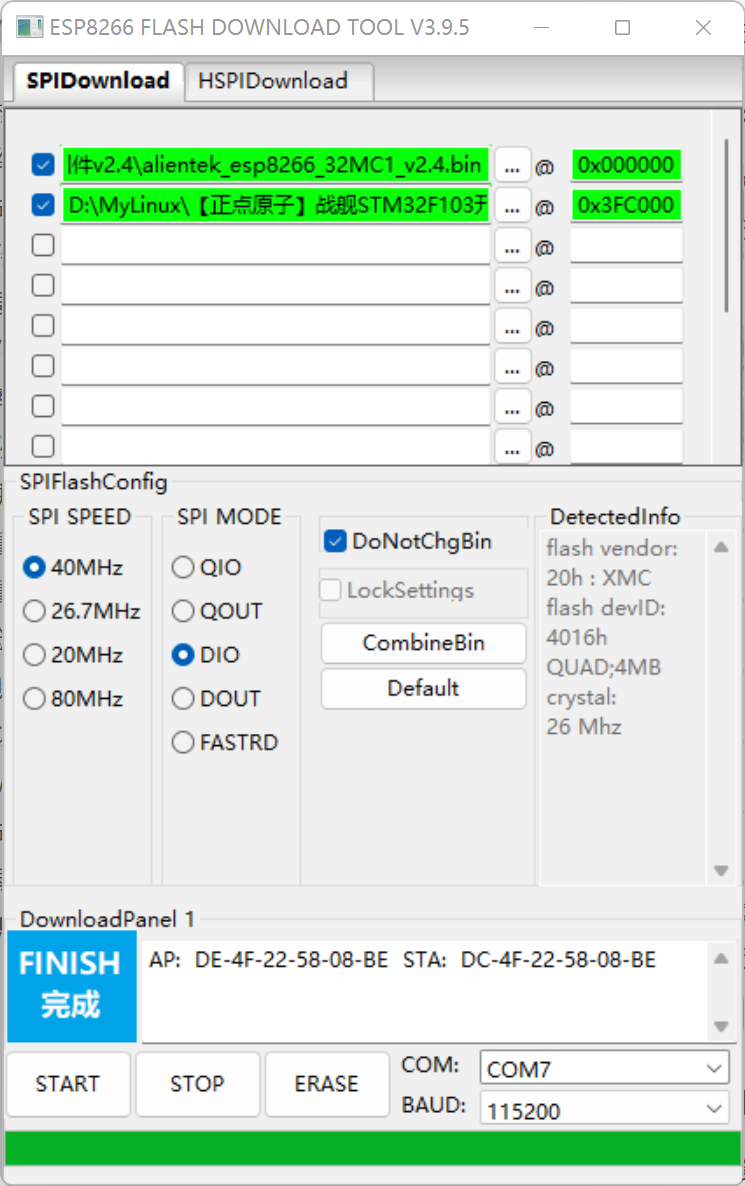 ESP8266 FLASH DOWNLOAD TOOL V3.9.5
SPIDownload HSPIDownload
件v2.4\alientek_esp8266_32MC1_v2.4.bin ... @ 0x000000
D:\MyLinux\【正点原子】战舰STM32F103开 ... @ 0x3FC000
... @
... @
... @
... @
... @
... @
SPIFlashConfig
SPI SPEED
40MHz
26.7MHz
20MHz
80MHz
SPI MODE
QIO
QOUT
DIO
DOUT
FASTRD
DoNotChgBin
LockSettings
CombineBin
Default
DetectedInfo
flash vendor:
20h : XMC
flash devID:
4016h
QUAD;4MB
crystal:
26 Mhz
DownloadPanel 1
FINISH
完成
AP: DE-4F-22-58-08-BE STA: DC-4F-22-58-08-BE
START STOP ERASE
COM: COM7
BAUD: 115200